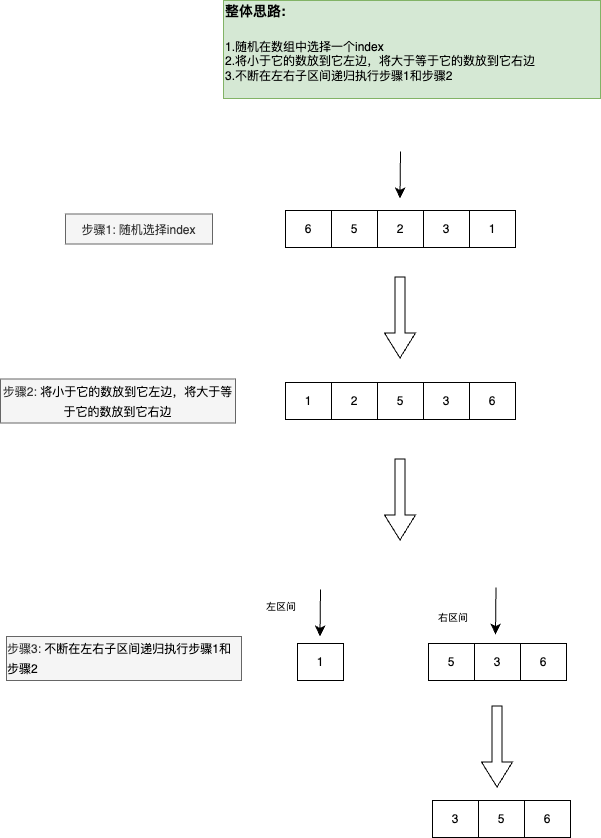 整体思路:
1.随机在数组中选择一个index
2.将小于它的数放到它左边，将大于等于它的数放到它右边
3.不断在左右子区间递归执行步骤1和步骤2
步骤1: 随机选择index
6 5 2 3 1
步骤2: 将小于它的数放到它左边，将大于等
于它的数放到它右边
1 2 5 3 6
左区间
右区间
步骤3: 不断在左右子区间递归执行步骤1和
步骤2
1
5 3 6
3 5 6